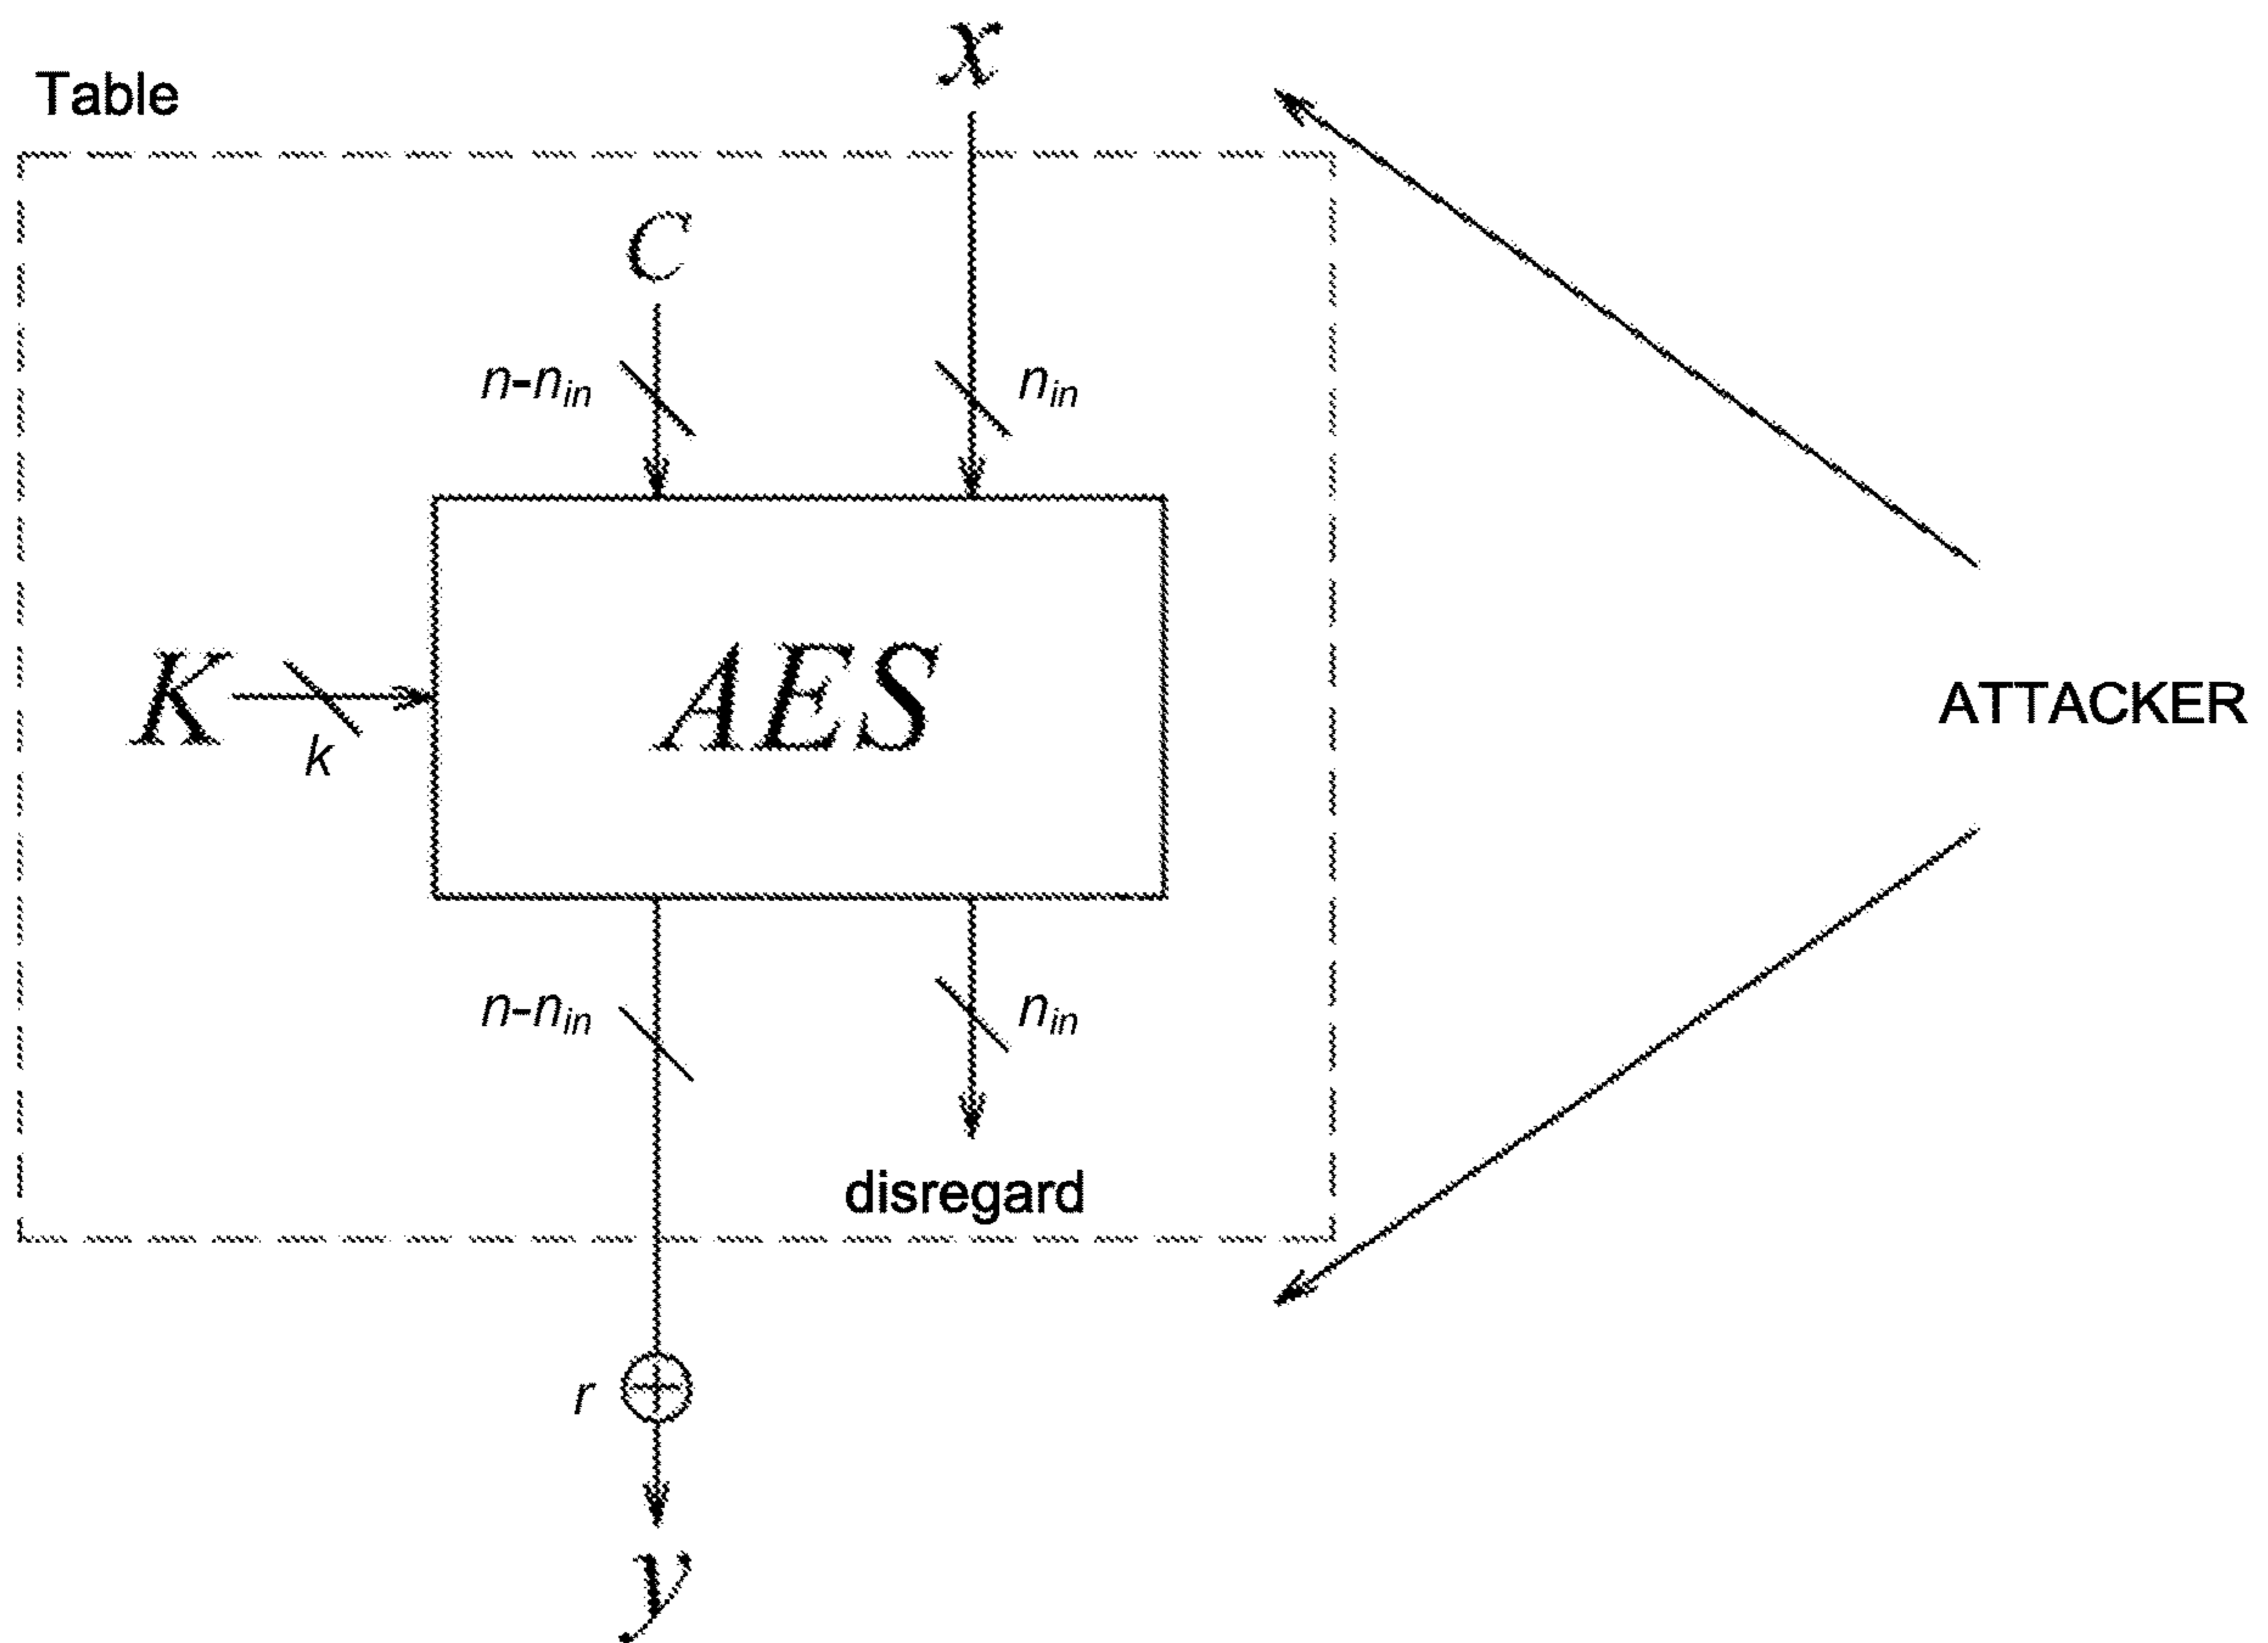 x
Table
C
n-n_in
n_in
K
k
AES
ATTACKER
n-n_in
n_in
disregard
r
y